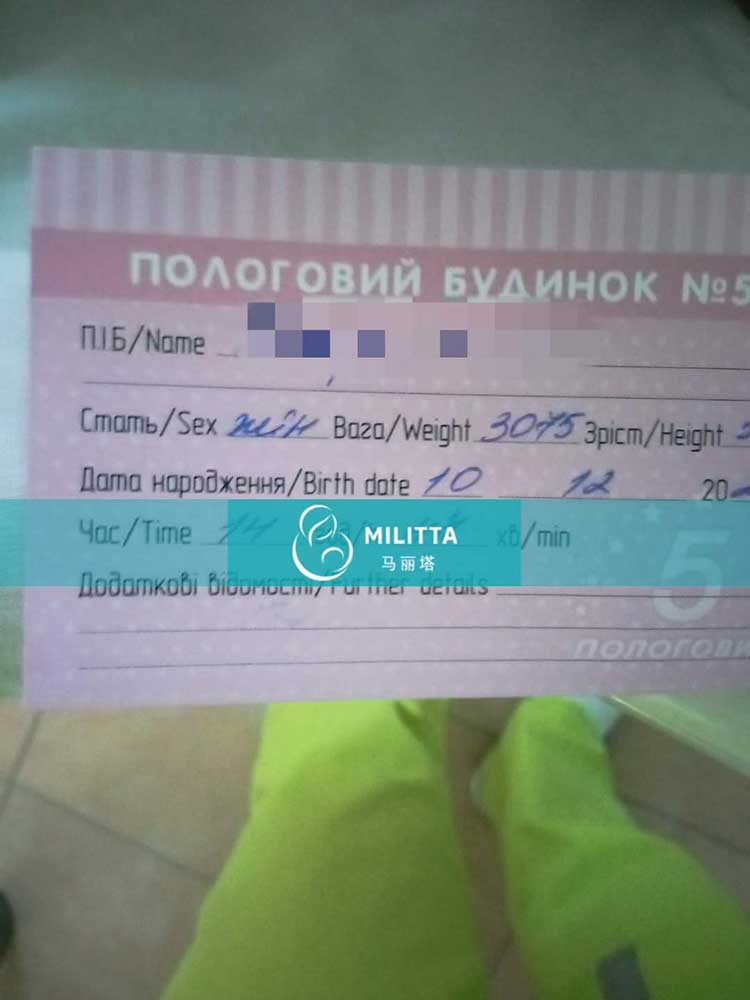 ПОЛОГОВИЙ БУДИНОК №5
П.І.Б/Name
Стать/Sex жін Вага/Weight 3075 Зріст/Height
Дата народження/Birth date 10 12 20
Час/Time 14 хв/min
MILITTA
马丽塔
Додаткові відомості/Further details
5
ПОЛОГОВИ